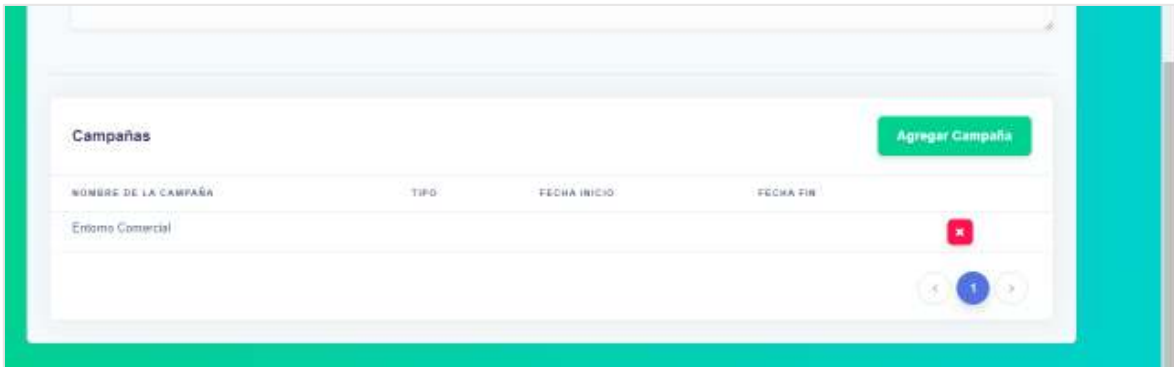 Campañas
Agregar Campaña
NOMBRE DE LA CAMPAÑA TIPO FECHA INICIO FECHA FIN
Entorno Comercial
< 1 >